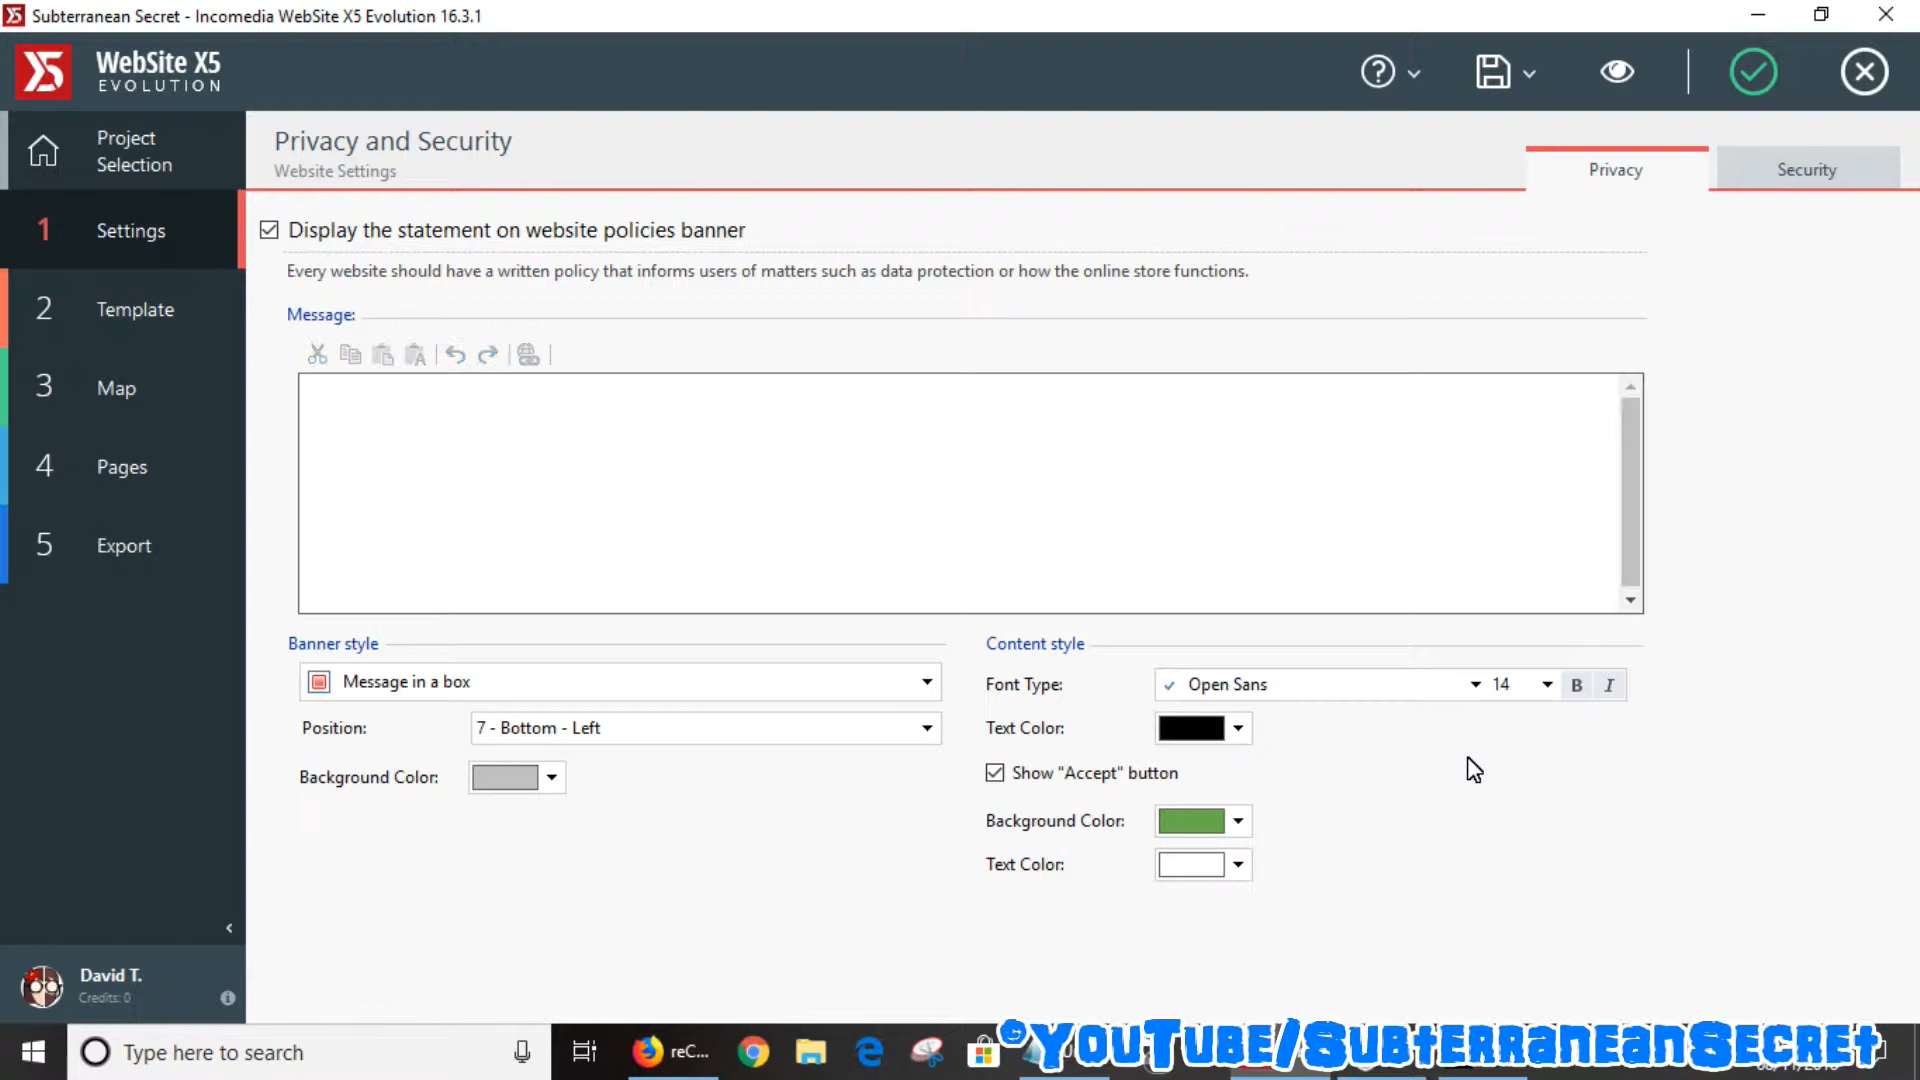 Subterranean Secret - Incomedia WebSite X5 Evolution 16.3.1
X5
WebSite X5
EVOLUTION
Project
Selection
1 Settings
2 Template
3 Map
4 Pages
5 Export
David T.
Credits: 0
Privacy and Security
Website Settings
Privacy
Security
Display the statement on website policies banner
Every website should have a written policy that informs users of matters such as data protection or how the online store functions.
Message:
Banner style
Message in a box
Position: 7 - Bottom - Left
Background Color:
Content style
Font Type: Open Sans 14 B I
Text Color:
Show "Accept" button
Background Color:
Text Color:
Type here to search
reC...
©YouTube/SubterraneanSecret